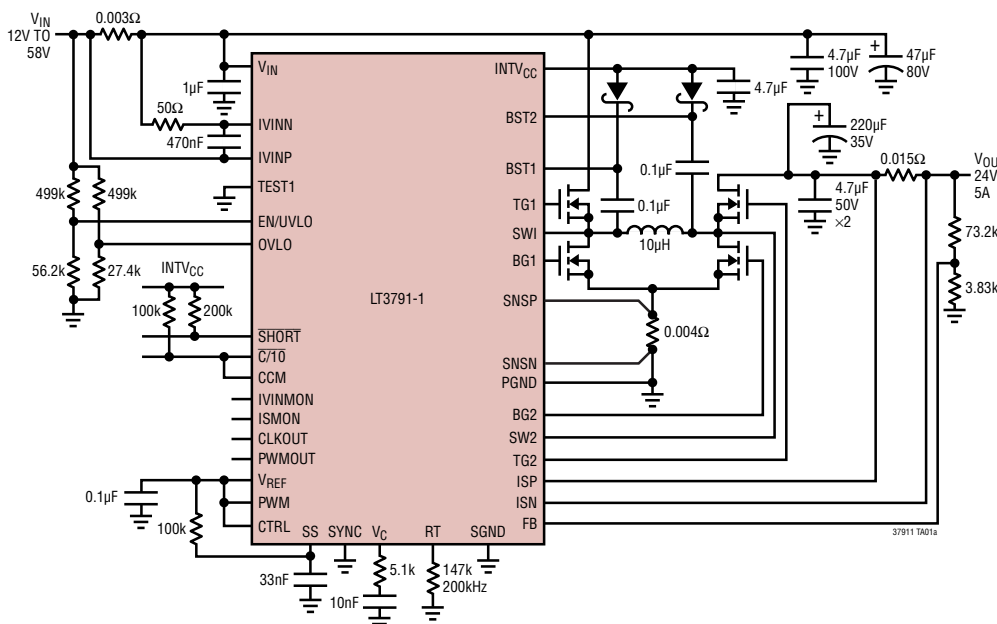 VIN
12V TO
58V
0.003Ω
1µF
50Ω
470nF
499k
499k
56.2k
27.4k
INTVCC
100k
200k
0.1µF
100k
33nF
5.1k
10nF
147k
200kHz
VIN
IVINN
IVINP
TEST1
EN/UVLO
OVLO
SHORT
C/10
CCM
IVINMON
ISMON
CLKOUT
PWMOUT
VREF
PWM
CTRL
SS
SYNC
VC
RT
SGND
LT3791-1
INTVCC
BST2
BST1
TG1
SWI
BG1
SNSP
SNSN
PGND
BG2
SW2
TG2
ISP
ISN
FB
4.7µF
0.1µF
0.1µF
10µH
0.004Ω
4.7µF
100V
47µF
80V
+
220µF
35V
+
4.7µF
50V
×2
0.015Ω
VOU
24V
5A
73.2k
3.83k
37911 TA01a